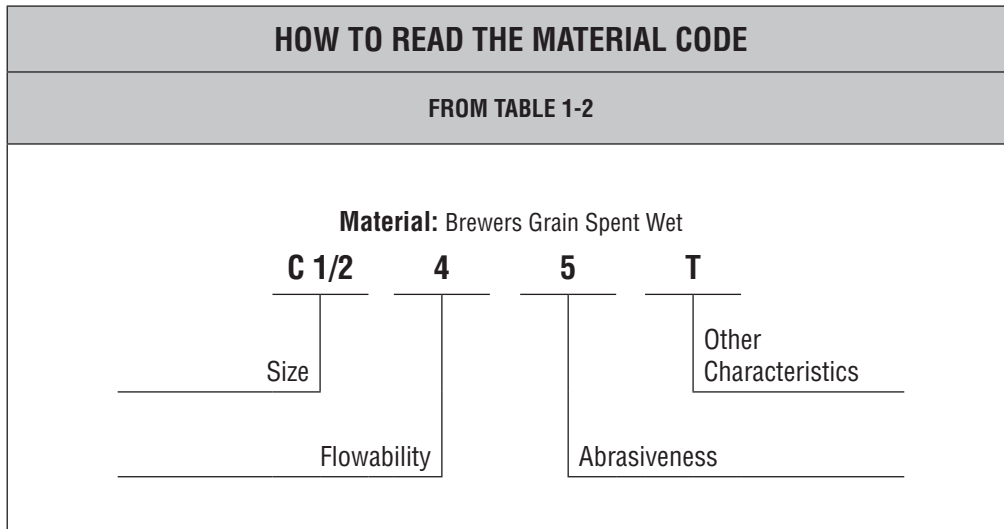 HOW TO READ THE MATERIAL CODE
FROM TABLE 1-2
Material: Brewers Grain Spent Wet
C 1/2 4 5 T
Size
Other
Characteristics
Flowability
Abrasiveness